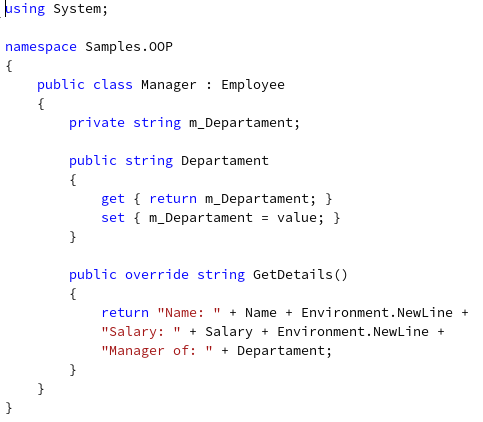 using System;

namespace Samples.OOP
{
    public class Manager : Employee
    {
        private string m_Departament;

        public string Departament
        {
            get { return m_Departament; }
            set { m_Departament = value; }
        }

        public override string GetDetails()
        {
            return "Name: " + Name + Environment.NewLine +
            "Salary: " + Salary + Environment.NewLine +
            "Manager of: " + Departament;
        }
    }
}